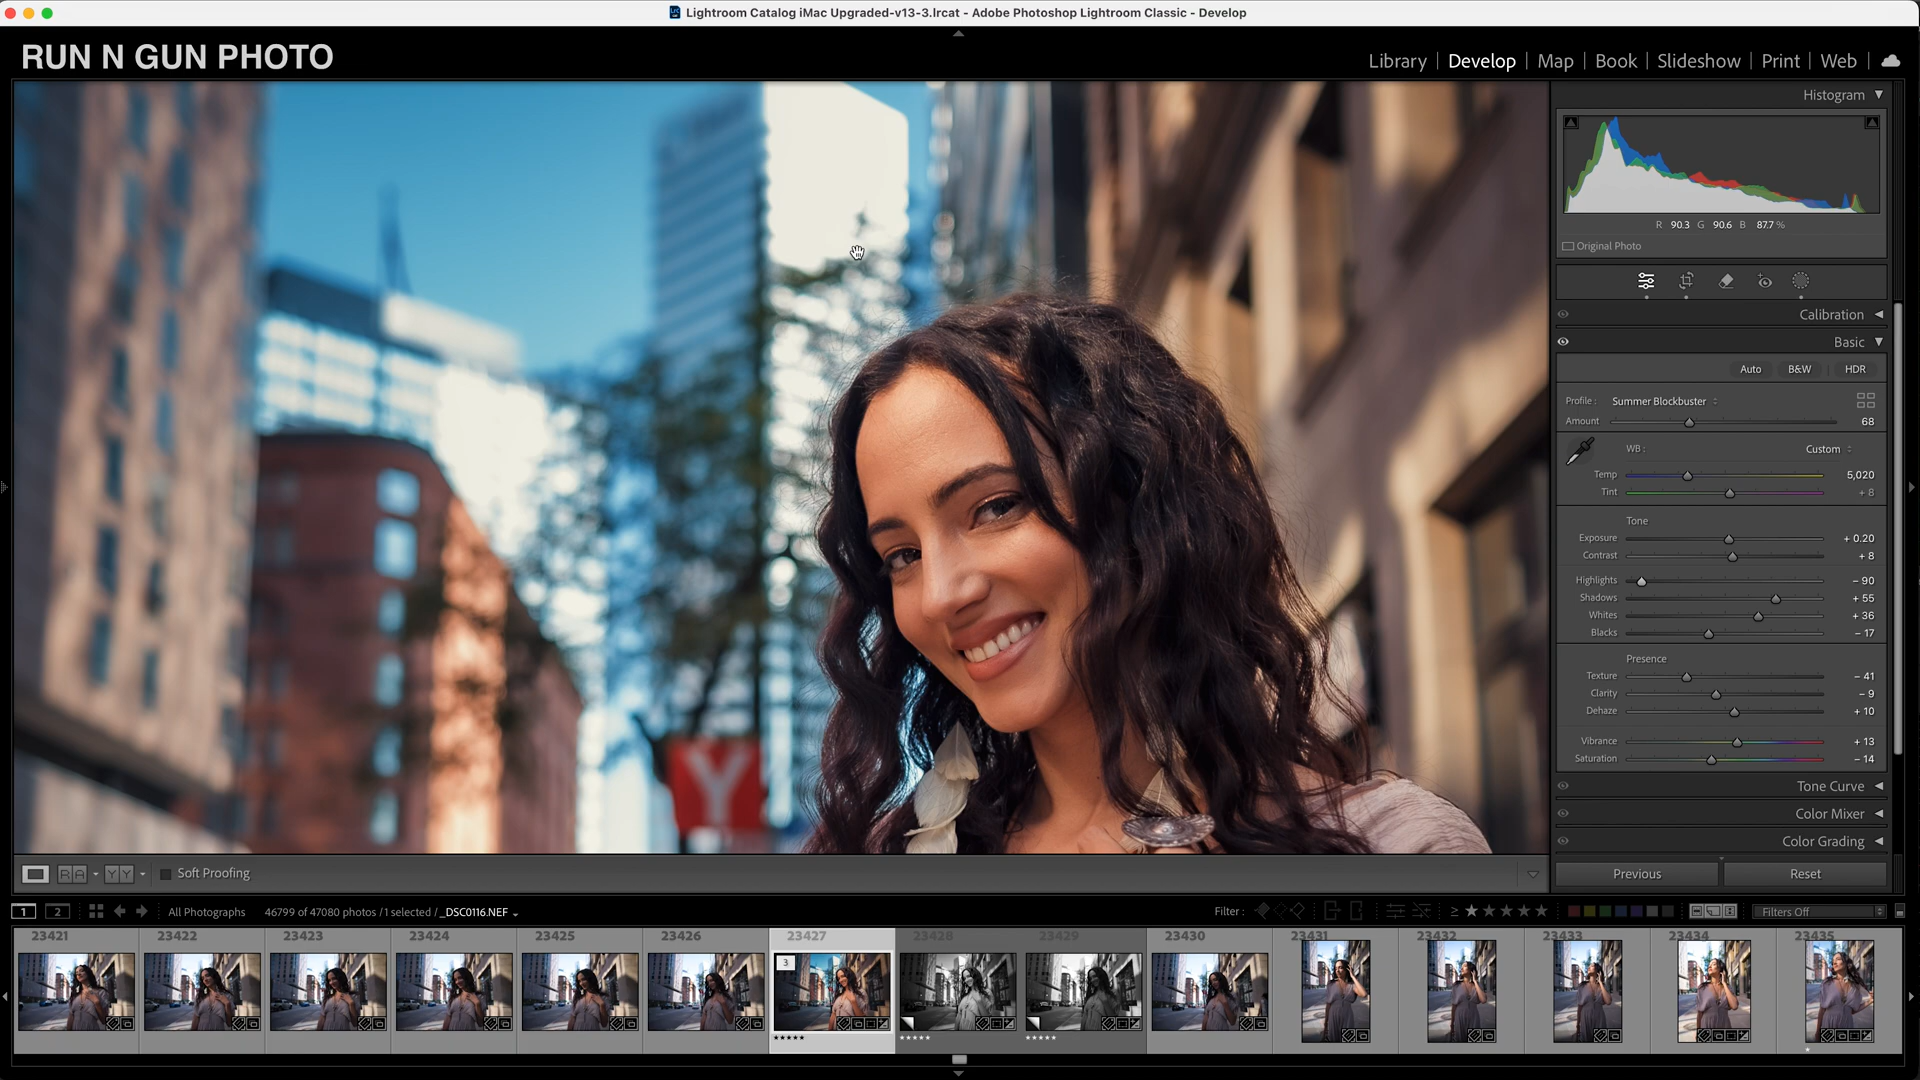 Lightroom Catalog iMac Upgraded-v13-3.lrcat - Adobe Photoshop Lightroom Classic - Develop
RUN N GUN PHOTO
Library | Develop | Map | Book | Slideshow | Print | Web
Histogram
R 90.3 G 90.6 B 87.7 %
Original Photo
Calibration
Basic
Auto B&W HDR
Profile : Summer Blockbuster
Amount 68
WB : Custom
Temp 5,020
Tint + 8
Tone
Exposure + 0.20
Contrast + 8
Highlights – 90
Shadows + 55
Whites + 36
Blacks – 17
Presence
Texture – 41
Clarity – 9
Dehaze + 10
Vibrance + 13
Saturation – 14
Tone Curve
Color Mixer
Color Grading
Y
Soft Proofing
Previous Reset
1 2 All Photographs 46799 of 47080 photos / 1 selected / _DSC0116.NEF Filter : ≥ Filters Off
23421 23422 23423 23424 23425 23426 23427 23428 23429 23430 23431 23432 23433 23434 23435
3